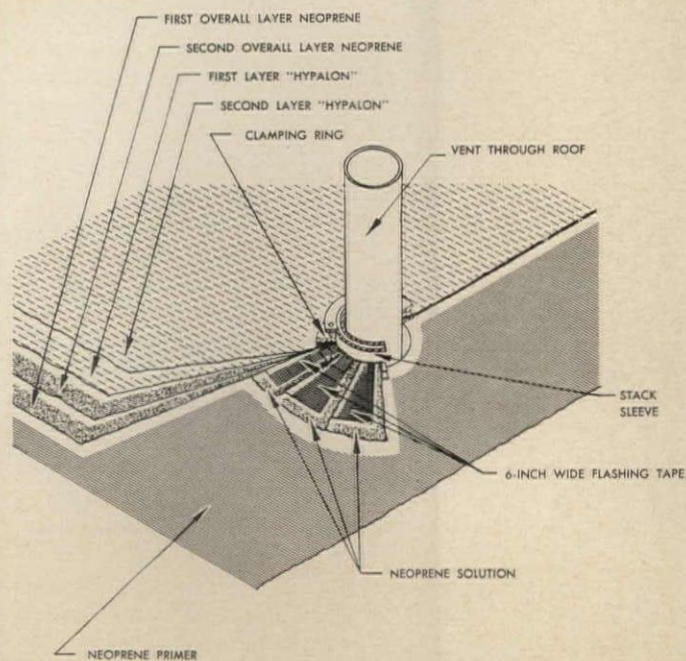 FIRST OVERALL LAYER NEOPRENE
SECOND OVERALL LAYER NEOPRENE
FIRST LAYER "HYPALON"
SECOND LAYER "HYPALON"
CLAMPING RING
VENT THROUGH ROOF
STACK
SLEEVE
6-INCH WIDE FLASHING TAPE
NEOPRENE SOLUTION
NEOPRENE PRIMER